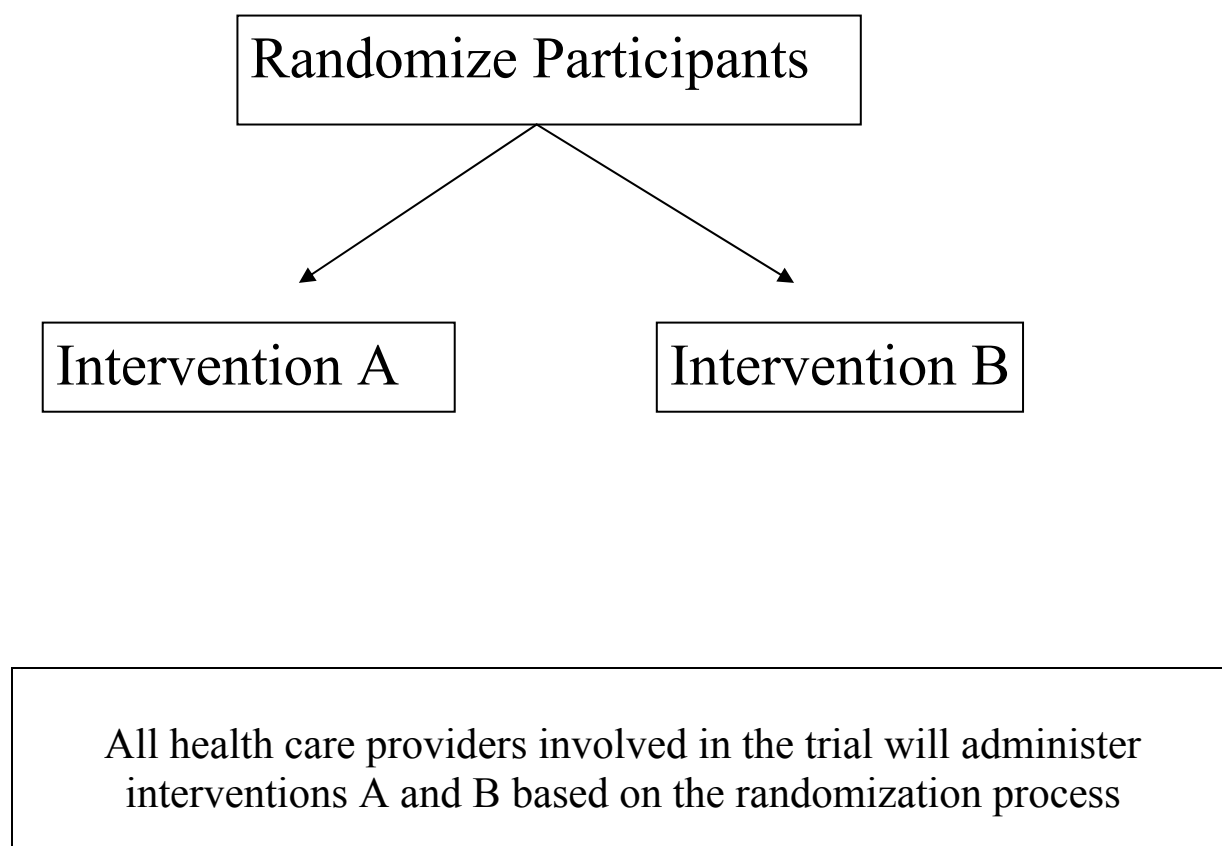 Randomize Participants
Intervention A
Intervention B
All health care providers involved in the trial will administer
interventions A and B based on the randomization process